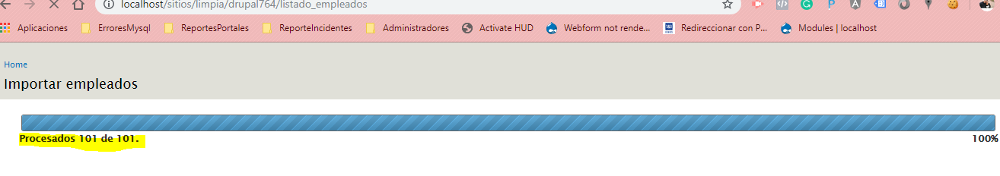 localhost/sitios/limpia/drupal764/listado_empleados
Aplicaciones ErroresMysql ReportesPortales ReporteIncidentes Administradores Activate HUD Webform not rende... Redireccionar con P... Modules | localhost
Home
Importar empleados
Procesados 101 de 101. 100%